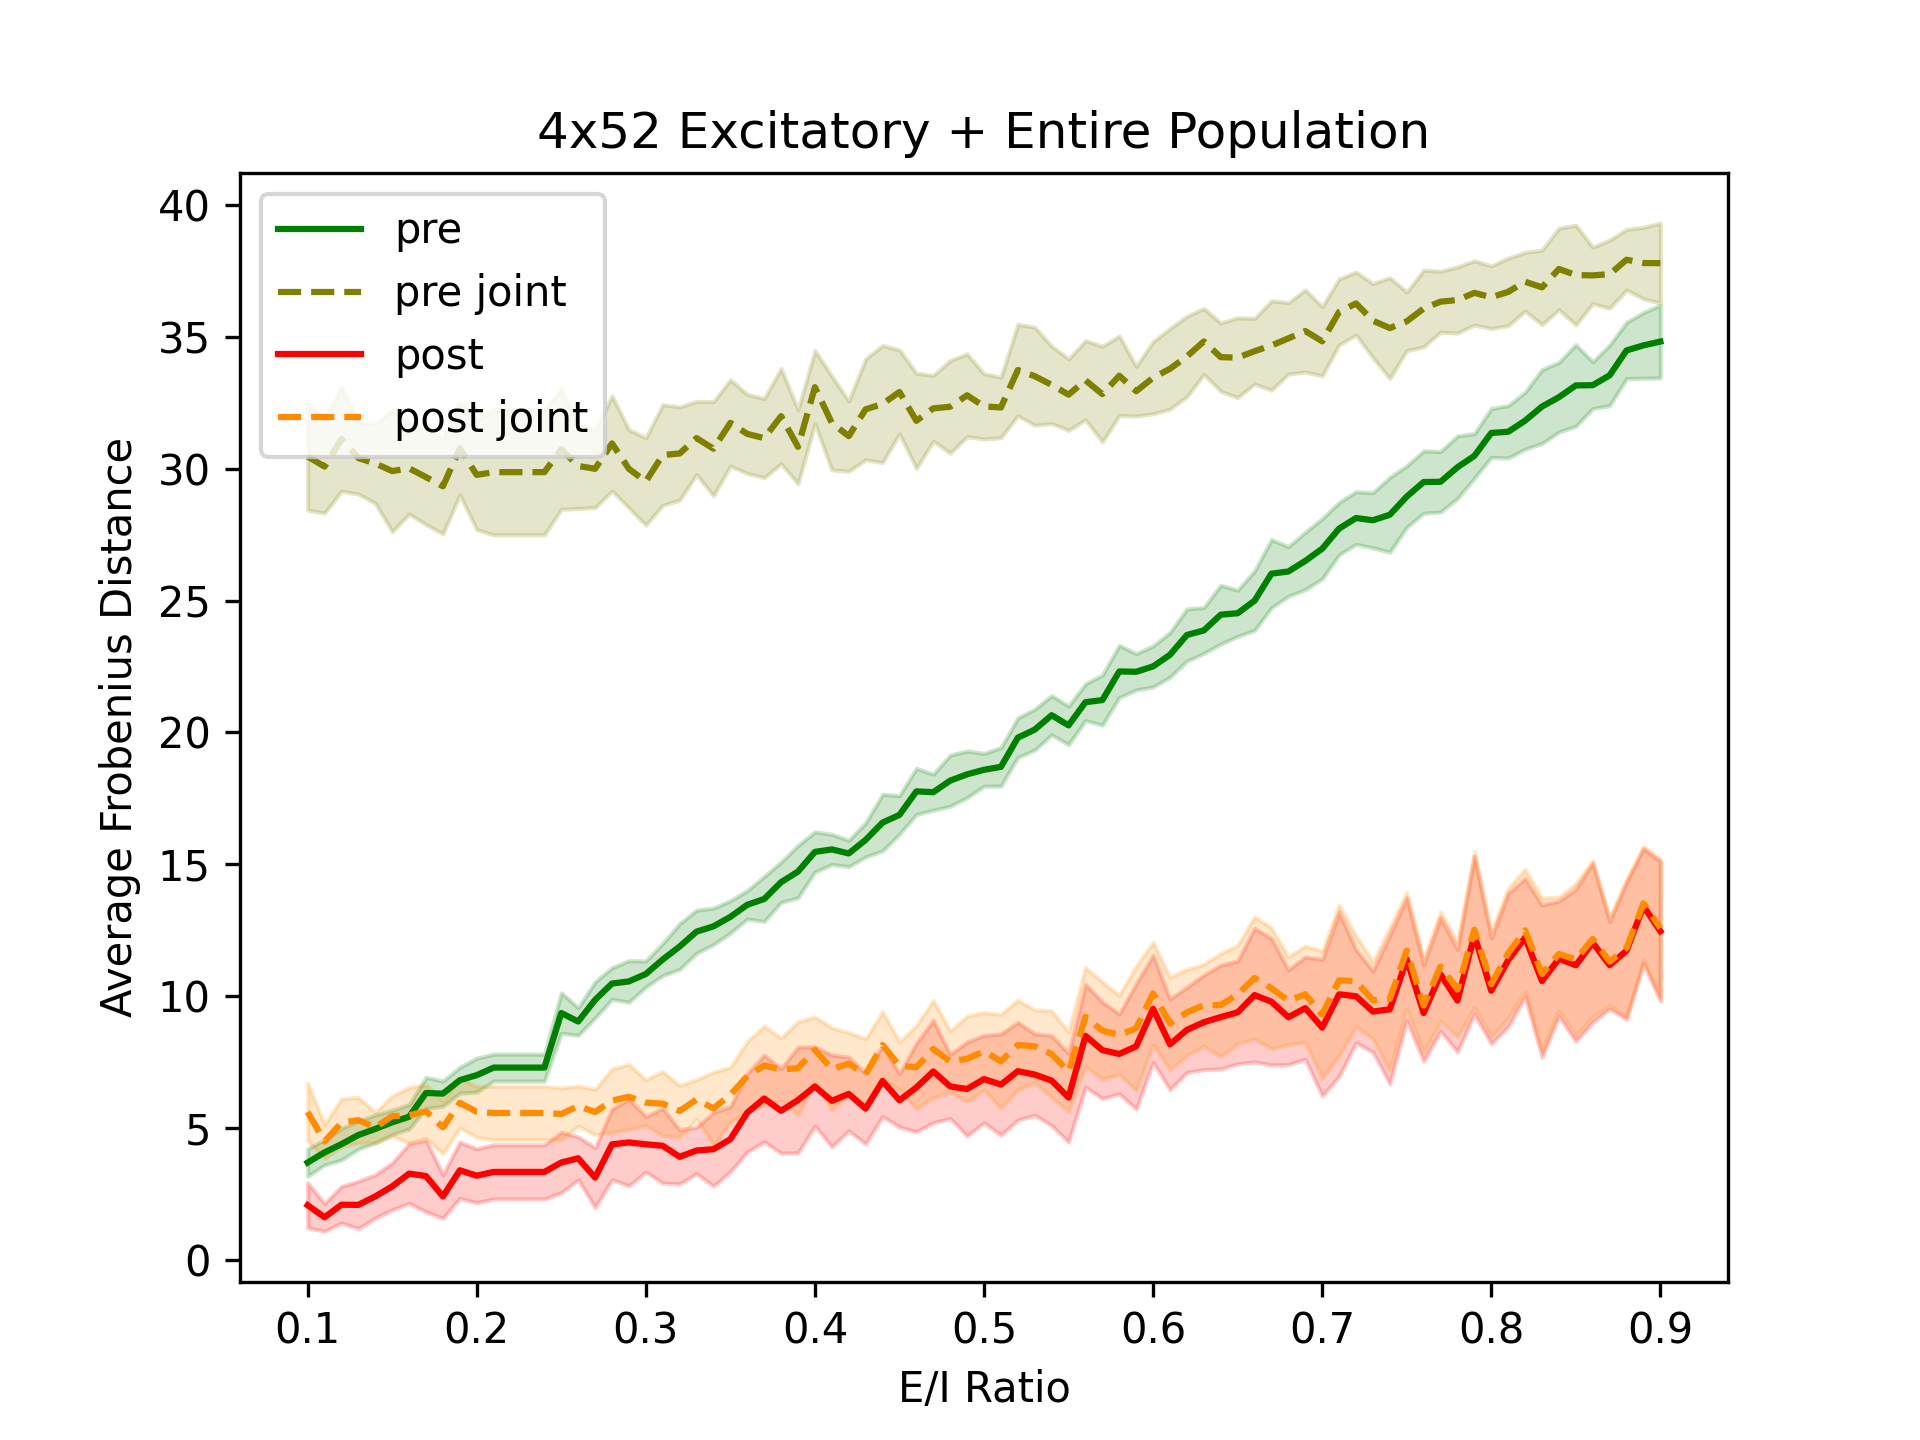 4x52 Excitatory + Entire Population
pre
pre joint
post
post joint
Average Frobenius Distance
40
35
30
25
20
15
10
5
0
0.1 0.2 0.3 0.4 0.5 0.6 0.7 0.8 0.9
E/I Ratio